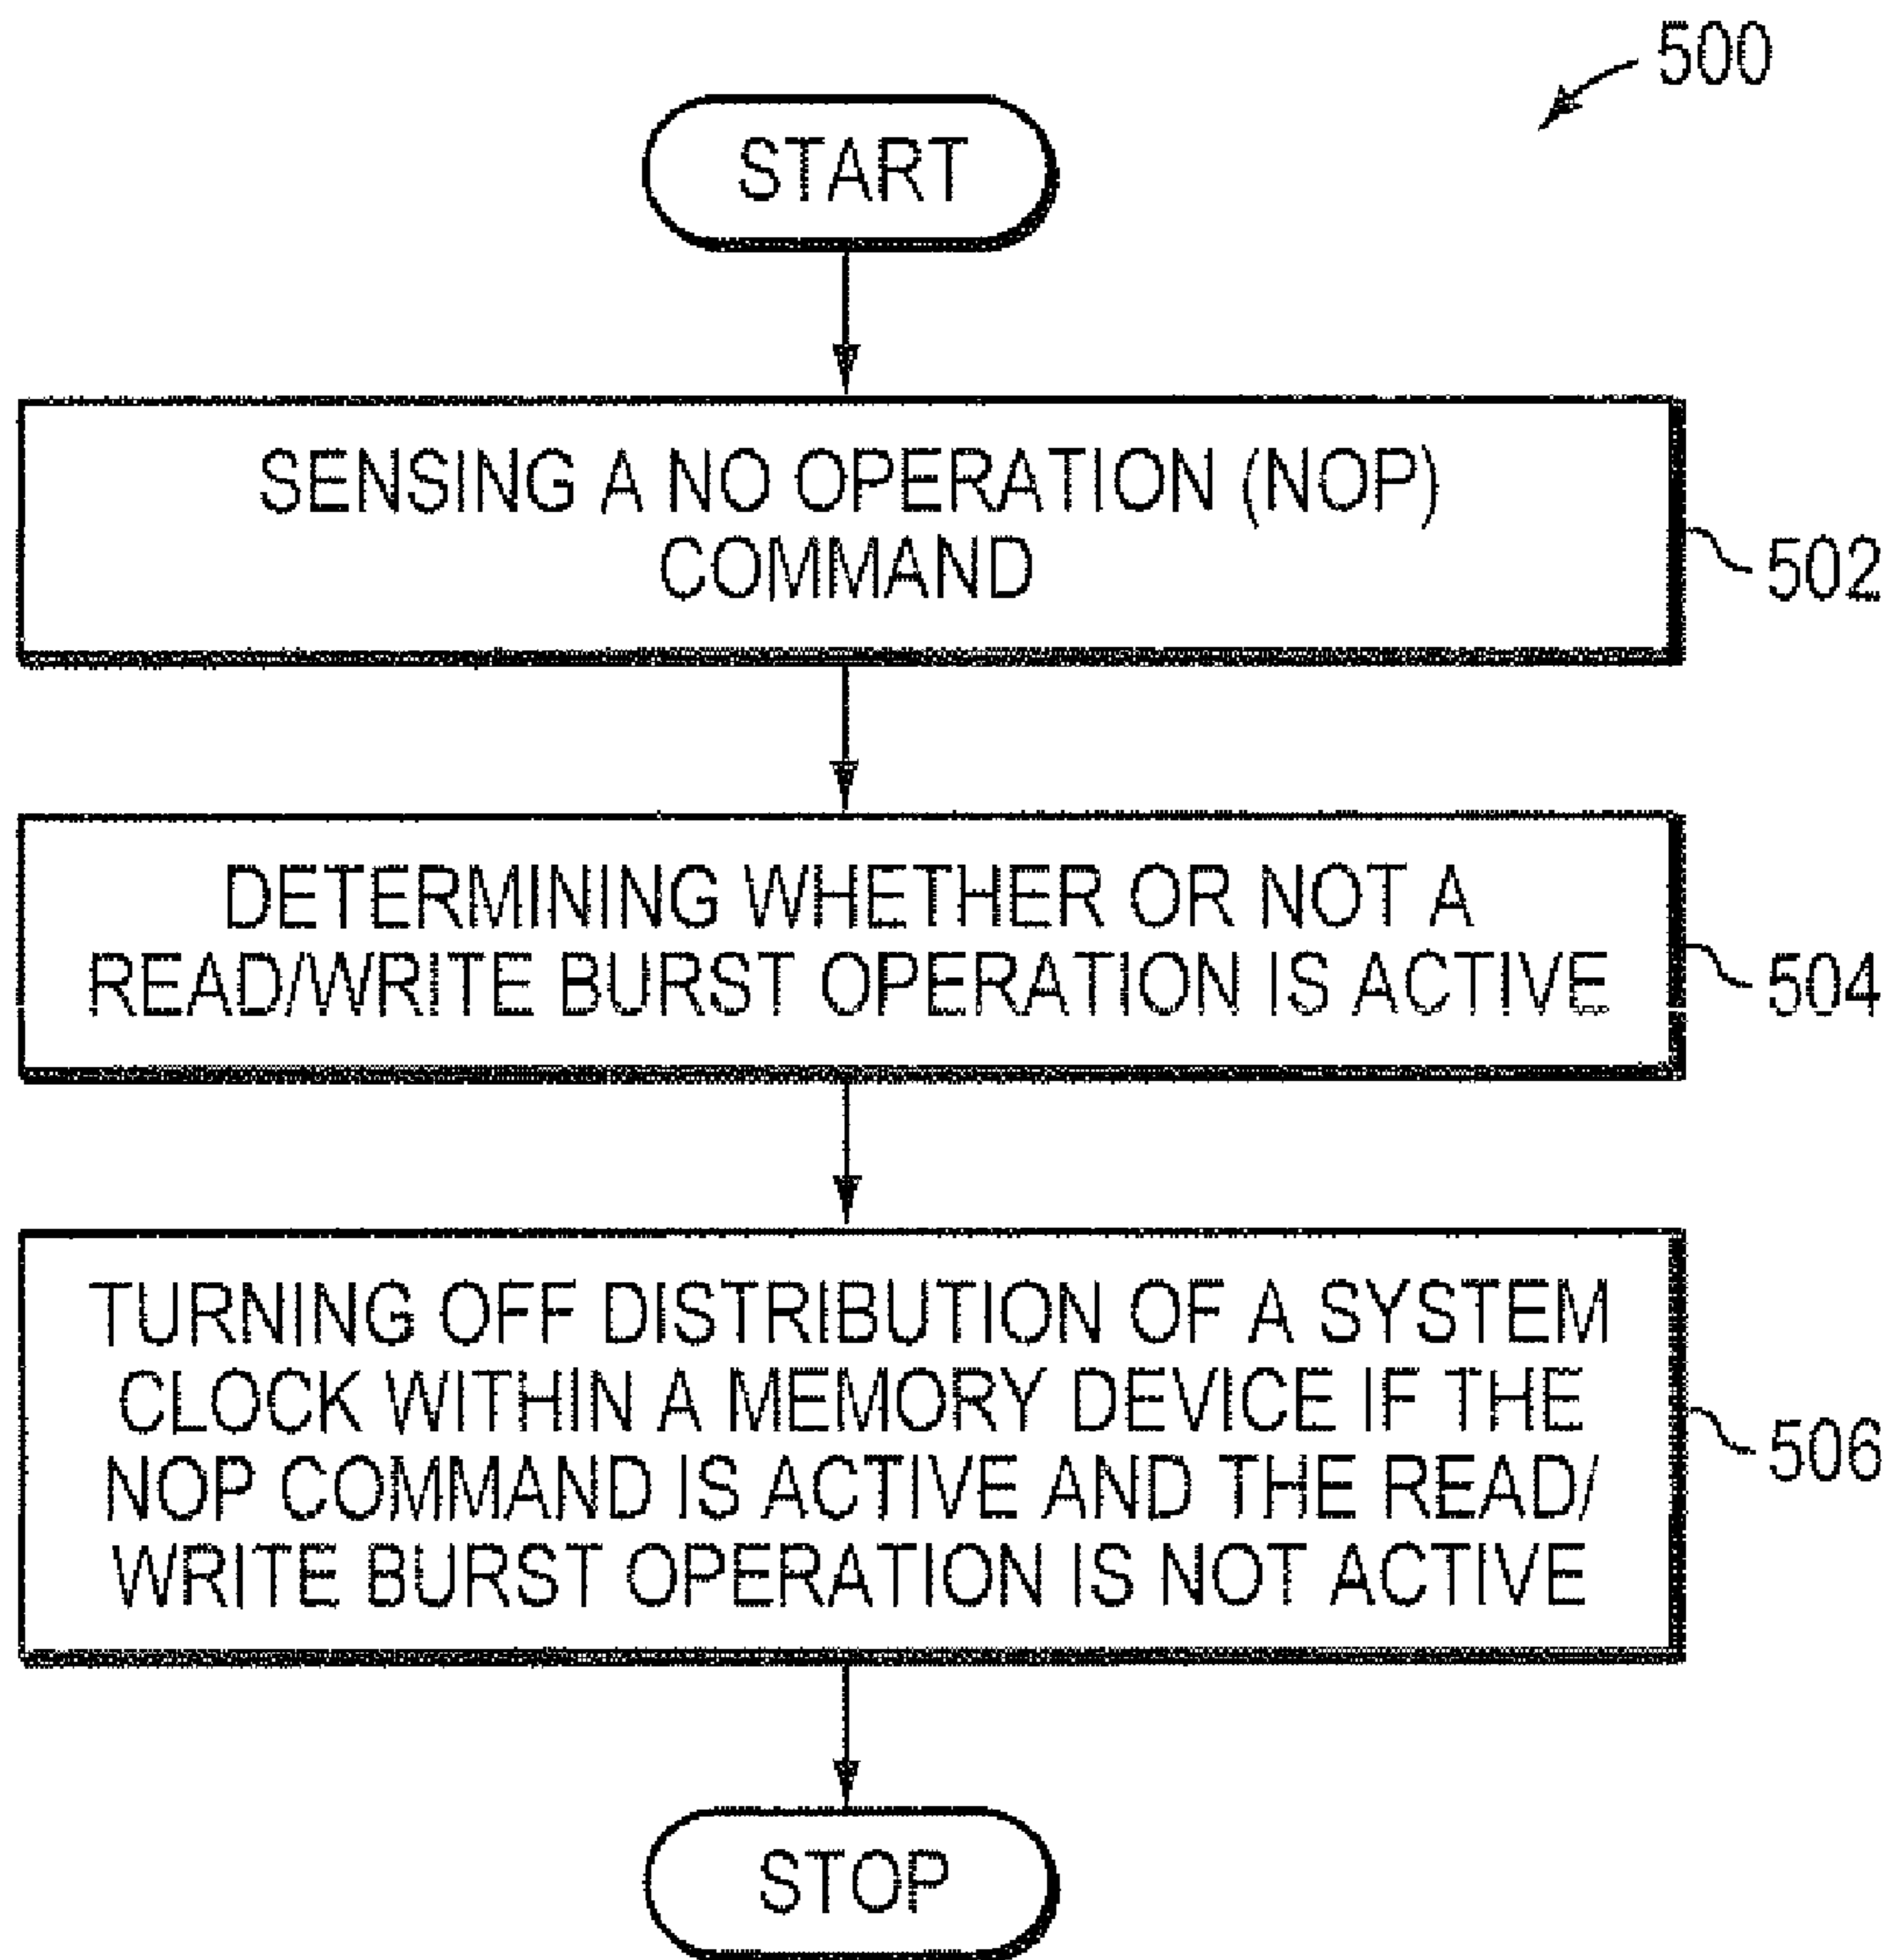 500
START
SENSING A NO OPERATION (NOP)
COMMAND
502
DETERMINING WHETHER OR NOT A
READ/WRITE BURST OPERATION IS ACTIVE
504
TURNING OFF DISTRIBUTION OF A SYSTEM
CLOCK WITHIN A MEMORY DEVICE IF THE
NOP COMMAND IS ACTIVE AND THE READ/
WRITE BURST OPERATION IS NOT ACTIVE
506
STOP